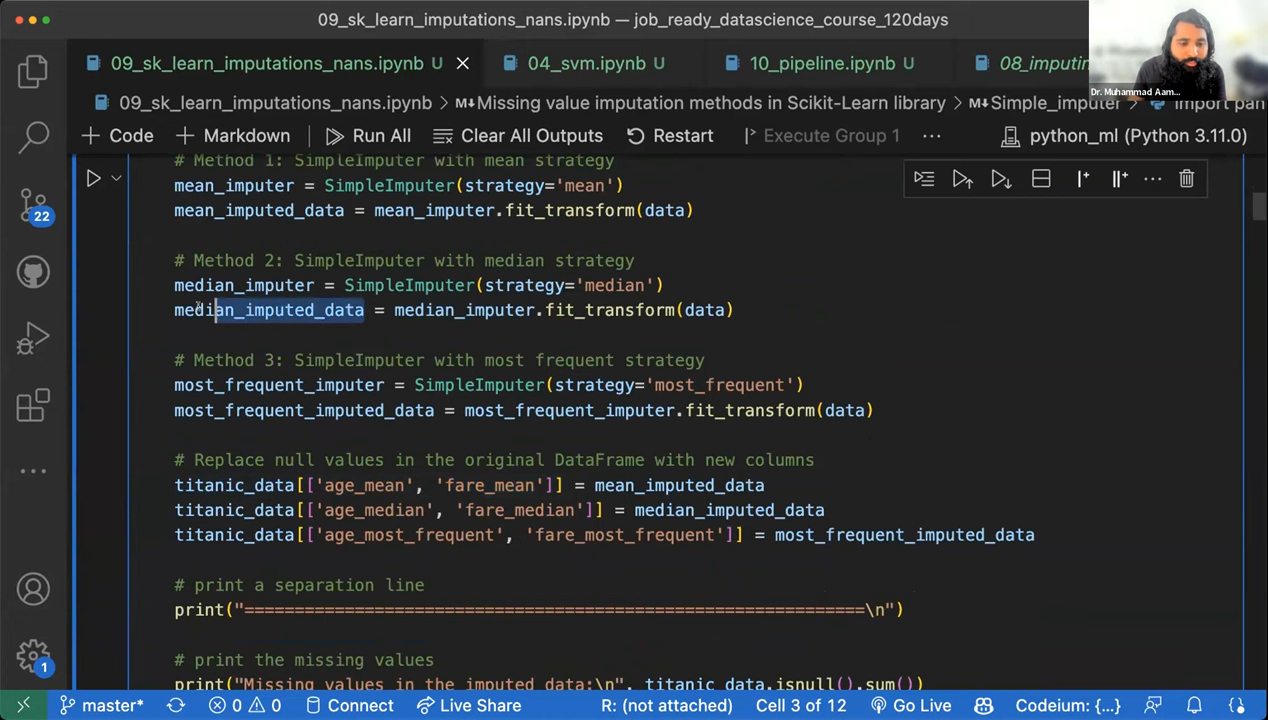 09_sk_learn_imputations_nans.ipynb — job_ready_datascience_course_120days
09_sk_learn_imputations_nans.ipynb U
04_svm.ipynb U
10_pipeline.ipynb U
08_imputin
Dr. Muhammad Aam...
09_sk_learn_imputations_nans.ipynb > M↓Missing value imputation methods in Scikit-Learn library > M↓Simple_imputer > import pan
+ Code + Markdown | Run All Clear All Outputs Restart | Execute Group 1 ... python_ml (Python 3.11.0)
# Method 1: SimpleImputer with mean strategy
mean_imputer = SimpleImputer(strategy='mean')
mean_imputed_data = mean_imputer.fit_transform(data)
# Method 2: SimpleImputer with median strategy
median_imputer = SimpleImputer(strategy='median')
median_imputed_data = median_imputer.fit_transform(data)
# Method 3: SimpleImputer with most frequent strategy
most_frequent_imputer = SimpleImputer(strategy='most_frequent')
most_frequent_imputed_data = most_frequent_imputer.fit_transform(data)
# Replace null values in the original DataFrame with new columns
titanic_data[['age_mean', 'fare_mean']] = mean_imputed_data
titanic_data[['age_median', 'fare_median']] = median_imputed_data
titanic_data[['age_most_frequent', 'fare_most_frequent']] = most_frequent_imputed_data
# print a separation line
print("==============================================================\n")
# print the missing values
print("Missing values in the imputed data:\n", titanic_data.isnull().sum())
22
1
master* 0 0 Connect Live Share R: (not attached) Cell 3 of 12 Go Live Codeium: {...}